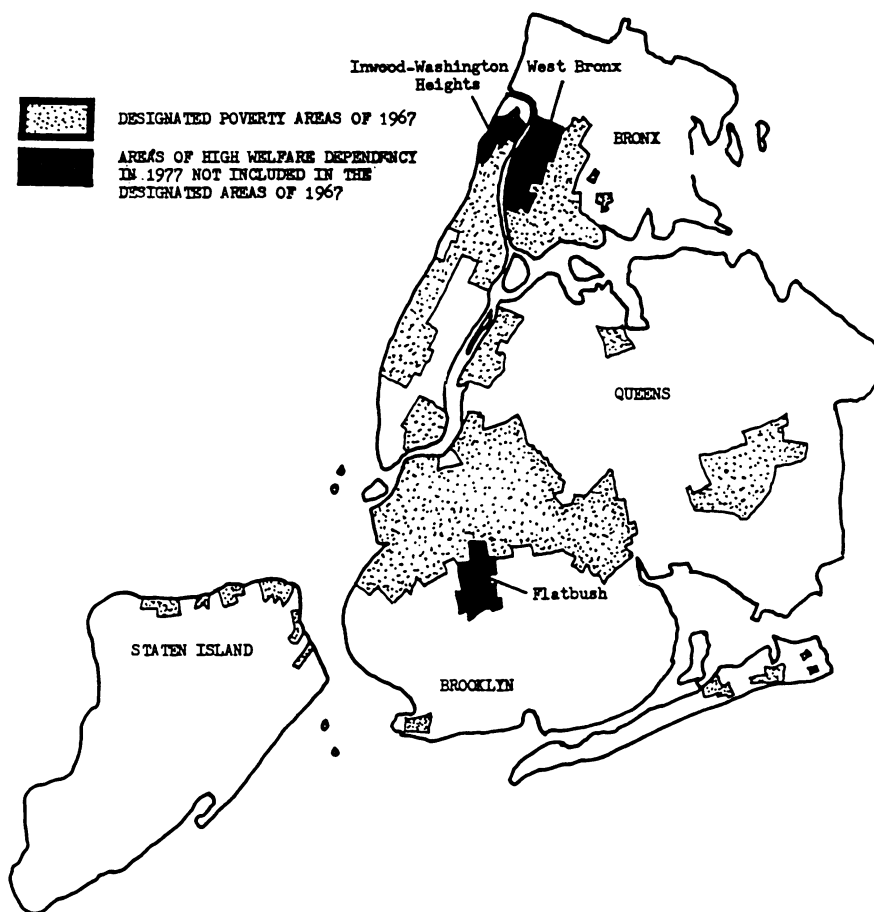 Inwood-Washington Heights
West Bronx
DESIGNATED POVERTY AREAS OF 1967
BRONX
AREAS OF HIGH WELFARE DEPENDENCY
IN 1977 NOT INCLUDED IN THE
DESIGNATED AREAS OF 1967
QUEENS
Flatbush
STATEN ISLAND
BROOKLYN